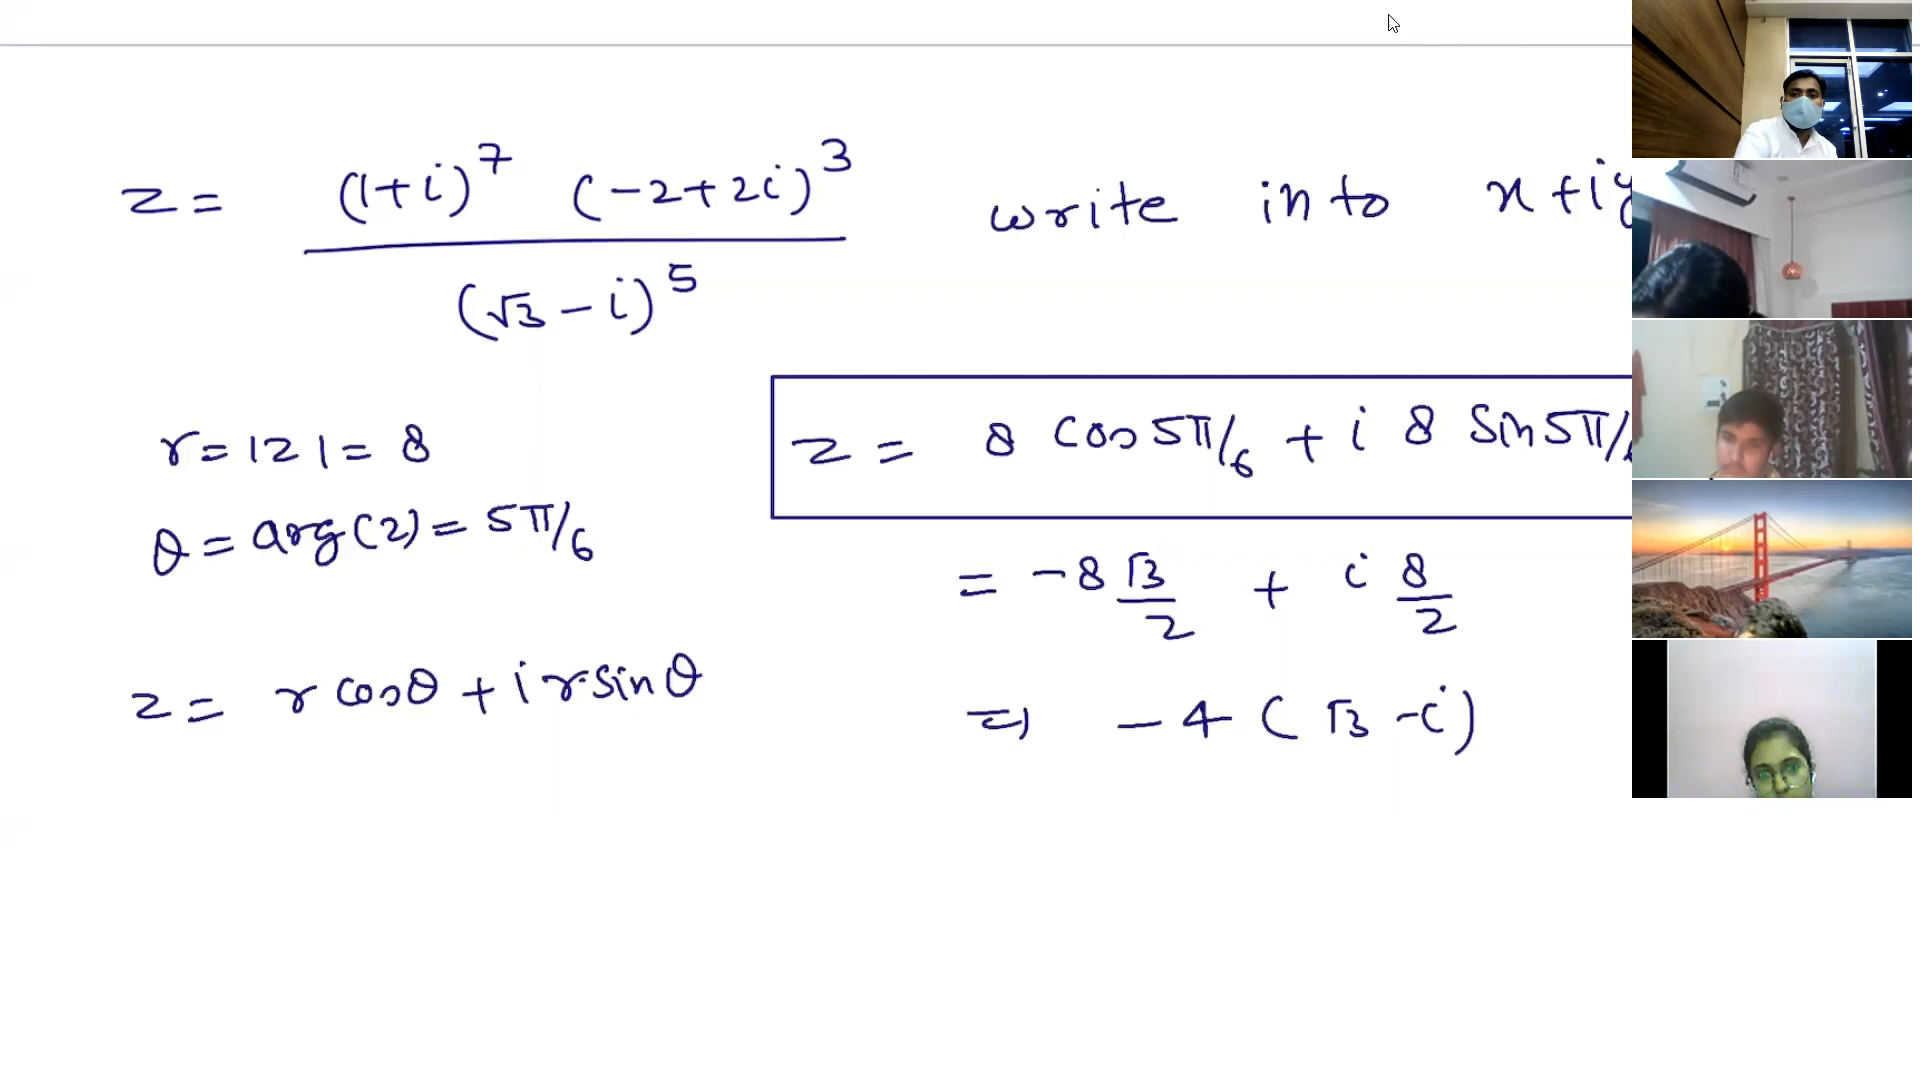 z = (1+i)^7 (-2+2i)^3 / (√3 - i)^5 write into x+iy
r = |z| = 8
z = 8 cos 5π/6 + i 8 sin 5π/
θ = arg(z) = 5π/6
= -8 √3/2 + i 8/2
z = r cosθ + i r sinθ
⇒ -4 (√3 - i)